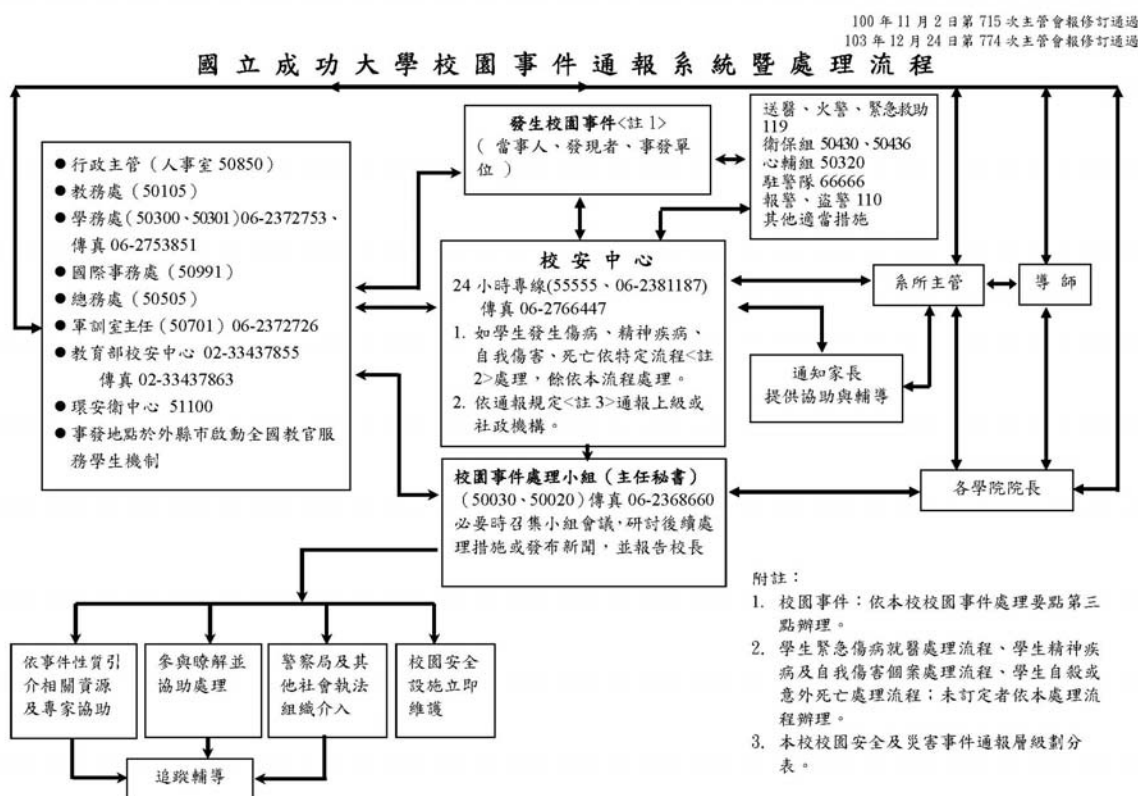 100 年 11 月 2 日第 715 次主管會報修訂通過
103 年 12 月 24 日第 774 次主管會報修訂通過
國立成功大學校園事件通報系統暨處理流程
發生校園事件<註 1>
( 當事人、發現者、事發單
位 )
送醫、火警、緊急救助
119
衛保組 50430、50436
心輔組 50320
駐警隊 66666
報警、盜警 110
其他適當措施
● 行政主管（人事室 50850）
● 教務處（50105）
● 學務處(50300、50301)06-2372753、
傳真 06-2753851
● 國際事務處（50991）
● 總務處（50505）
● 軍訓室主任（50701）06-2372726
● 教育部校安中心 02-33437855
傳真 02-33437863
● 環安衛中心 51100
● 事發地點於外縣市啟動全國教官服
務學生機制
校安中心
24 小時專線(55555、06-2381187)
傳真 06-2766447
1. 如學生發生傷病、精神疾病、
自我傷害、死亡依特定流程<註
2>處理，餘依本流程處理。
2. 依通報規定<註 3>通報上級或
社政機構。
系所主管
導師
通知家長
提供協助與輔導
校園事件處理小組（主任秘書）
（50030、50020）傳真 06-2368660
必要時召集小組會議，研討後續處
理措施或發布新聞，並報告校長
各學院院長
依事件性質引
介相關資源
及專家協助
參與瞭解並
協助處理
警察局及其
他社會執法
組織介入
校園安全
設施立即
維護
追蹤輔導
附註：
1. 校園事件：依本校校園事件處理要點第三
點辦理。
2. 學生緊急傷病就醫處理流程、學生精神疾
病及自我傷害個案處理流程、學生自殺或
意外死亡處理流程；未訂定者依本處理流
程辦理。
3. 本校校園安全及災害事件通報層級劃分
表。